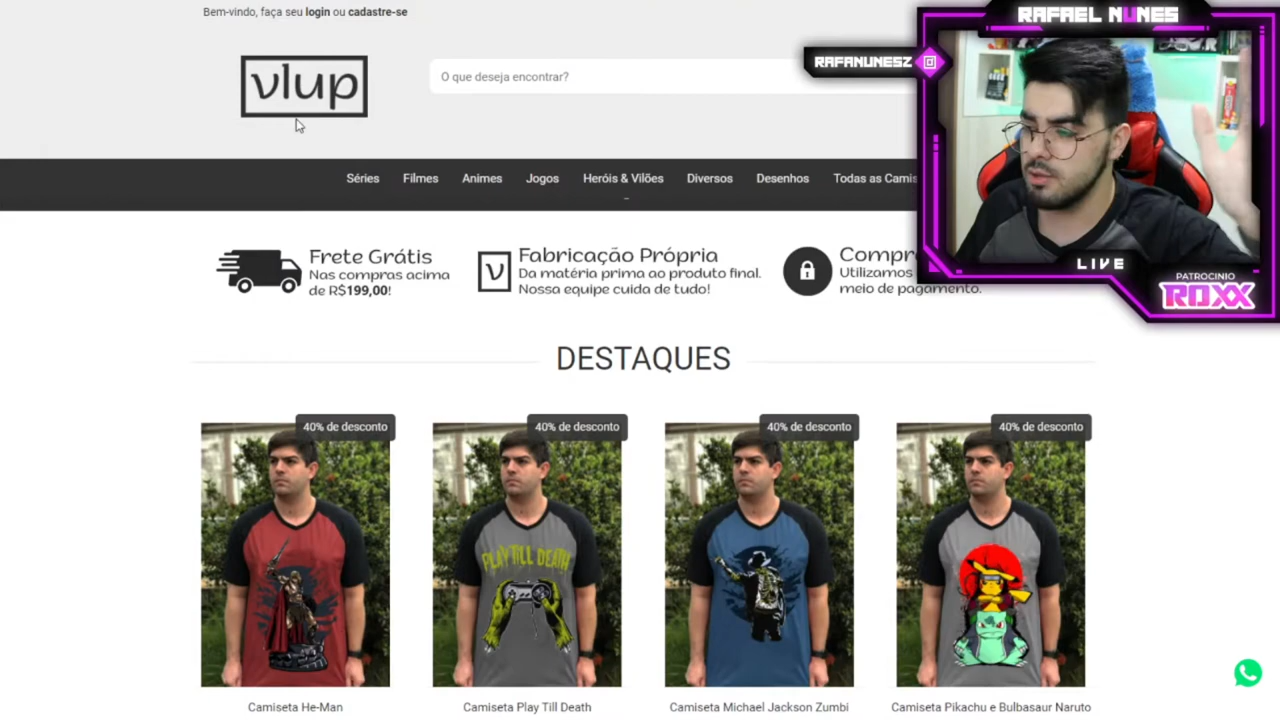 Bem-vindo, faça seu login ou cadastre-se
RAFAEL NUNES
RAFANUNESZ
vlup
O que deseja encontrar?
Séries Filmes Animes Jogos Heróis & Vilões Diversos Desenhos Todas as Camis
LIVE
PATROCINIO
ROXX
Frete Grátis
Nas compras acima
de R$199,00!
V
Fabricação Própria
Da matéria prima ao produto final.
Nossa equipe cuida de tudo!
Compr
Utilizamos
meio de pagamento.
DESTAQUES
40% de desconto
40% de desconto
40% de desconto
40% de desconto
PLAY TILL DEATH
Camiseta He-Man
Camiseta Play Till Death
Camiseta Michael Jackson Zumbi
Camiseta Pikachu e Bulbasaur Naruto